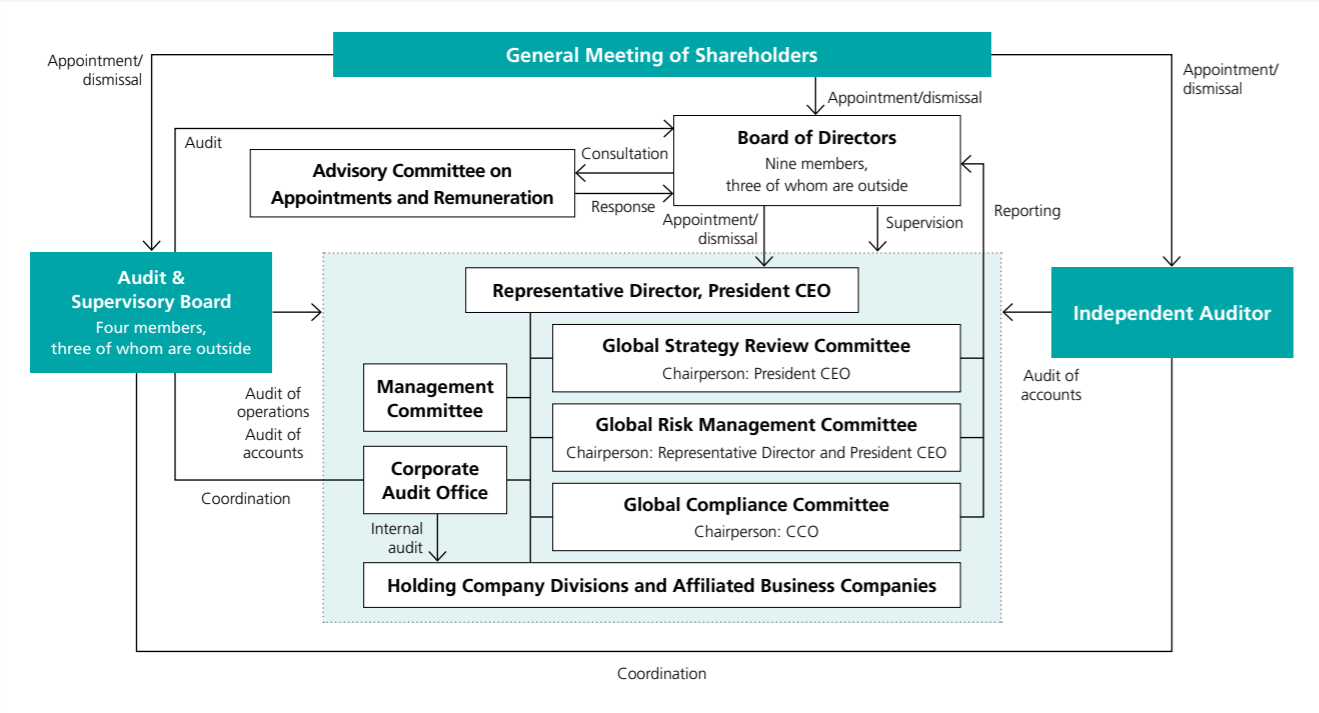 General Meeting of Shareholders
Appointment/
dismissal
Appointment/dismissal
Appointment/
dismissal
Audit
Board of Directors
Nine members,
three of whom are outside
Consultation
Advisory Committee on
Appointments and Remuneration
Response
Appointment/
dismissal
Supervision
Reporting
Audit &
Supervisory Board
Four members,
three of whom are outside
Representative Director, President CEO
Independent Auditor
Global Strategy Review Committee
Chairperson: President CEO
Management
Committee
Audit of
operations
Audit of
accounts
Audit of
accounts
Global Risk Management Committee
Chairperson: Representative Director and President CEO
Corporate
Audit Office
Coordination
Global Compliance Committee
Chairperson: CCO
Internal
audit
Holding Company Divisions and Affiliated Business Companies
Coordination